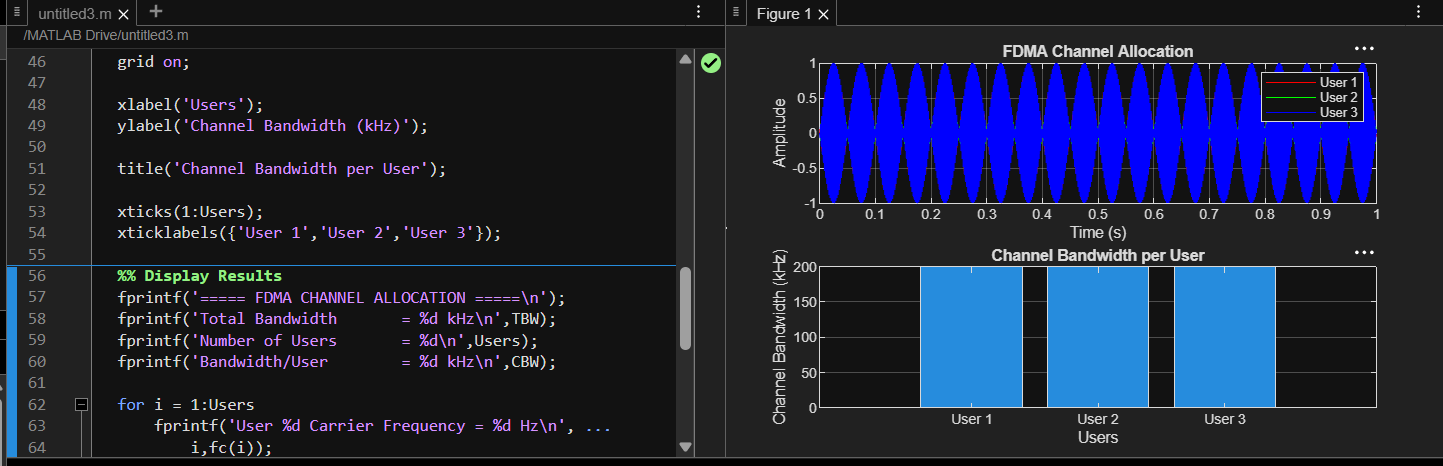 untitled3.m
/MATLAB Drive/untitled3.m
46 grid on;
47
48 xlabel('Users');
49 ylabel('Channel Bandwidth (kHz)');
50
51 title('Channel Bandwidth per User');
52
53 xticks(1:Users);
54 xticklabels({'User 1','User 2','User 3'});
55
56 %% Display Results
57 fprintf('===== FDMA CHANNEL ALLOCATION =====\n');
58 fprintf('Total Bandwidth       = %d kHz\n',TBW);
59 fprintf('Number of Users       = %d\n',Users);
60 fprintf('Bandwidth/User        = %d kHz\n',CBW);
61
62 for i = 1:Users
63     fprintf('User %d Carrier Frequency = %d Hz\n', ...
64         i,fc(i));
Figure 1
FDMA Channel Allocation
Amplitude
1
0.5
0
-0.5
-1
User 1
User 2
User 3
0 0.1 0.2 0.3 0.4 0.5 0.6 0.7 0.8 0.9 1
Time (s)
Channel Bandwidth per User
Channel Bandwidth (kHz)
200
150
100
50
0
User 1 User 2 User 3
Users